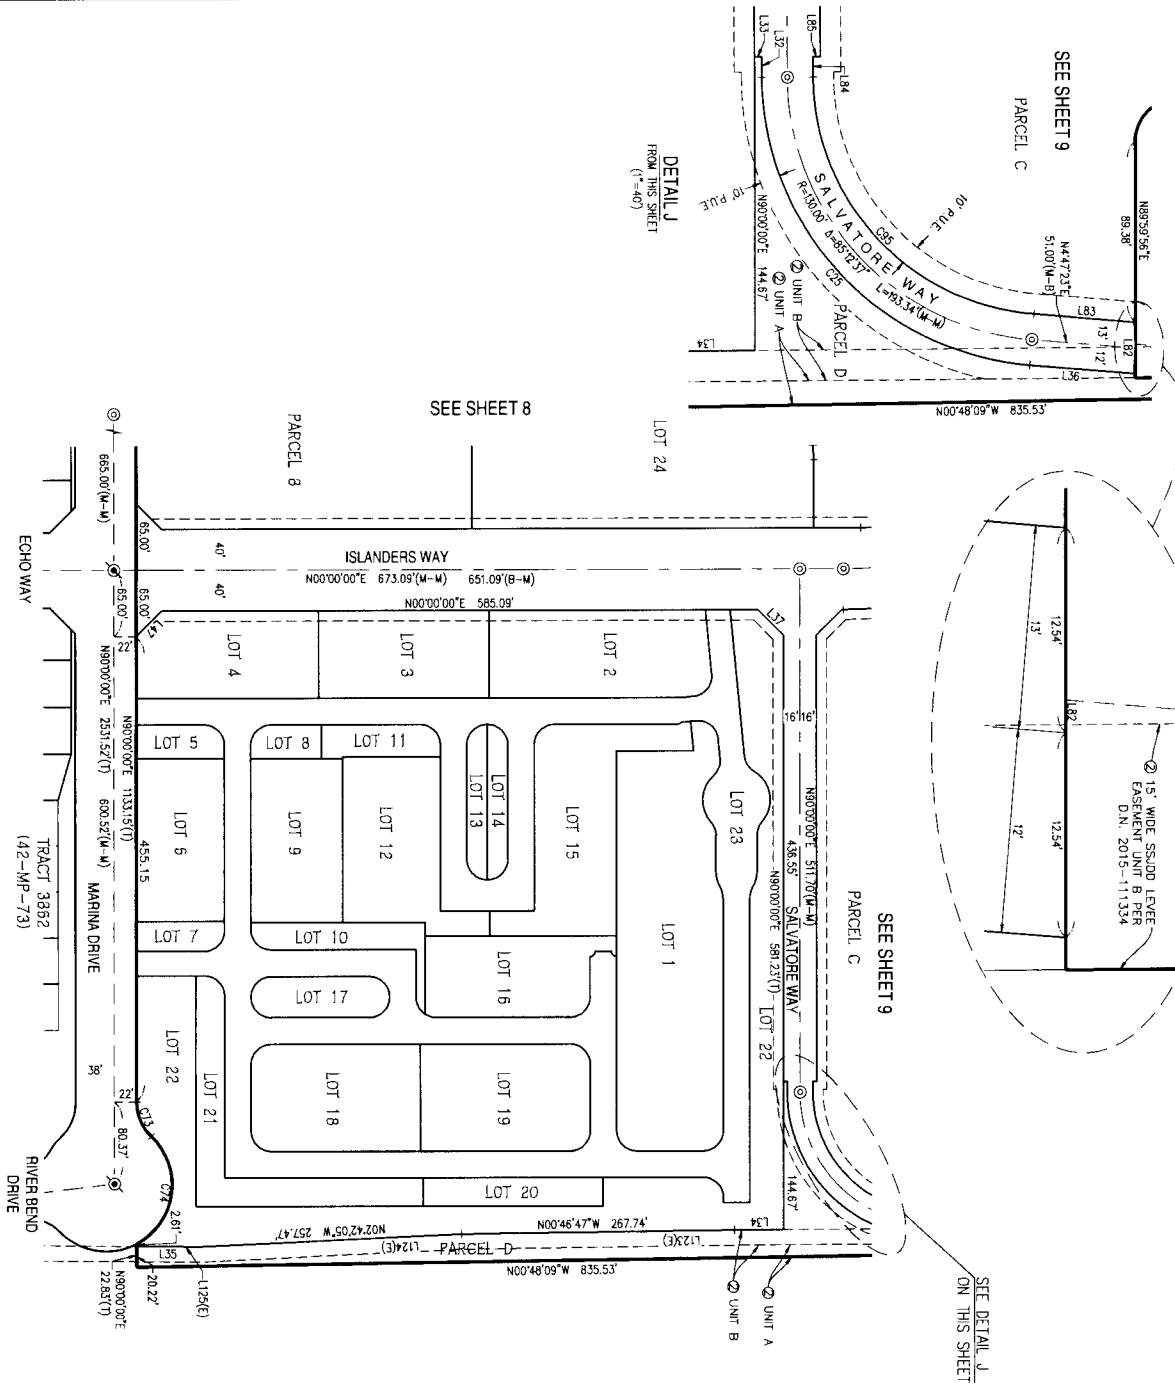 SEE SHEET 9
PARCEL C
N89°59'56"E
89.38'
L33
L32
L85
L84
SALVATORE WAY
R=130.00' Δ=85°12'37" L=193.34'(M-M)
C95
C25
10' P.U.E.
10' P.U.E.
N4°47'23"E
51.00'(M-B)
L83
L82
13'
12'
L36
PARCEL D
② UNIT B
② UNIT A
N90°00'00"E 144.67'
L34
N00°48'09"W 835.53'
DETAIL J
FROM THIS SHEET
(1"=40')
12.54'
13'
L82
12.54'
12'
② 15' WIDE SSJDD LEVEE
EASEMENT UNIT B PER
D.N. 2015-111334
SEE SHEET 8
PARCEL 8
LOT 24
ISLANDERS WAY
N00°00'00"E 673.09'(M-M) 651.09'(B-M)
40'
40'
N00°00'00"E 585.09'
665.00'(M-M)
65.00'
65.00'
65.00'
L47
22'
L37
ECHO WAY
LOT 4
LOT 3
LOT 2
LOT 5
LOT 8
LOT 11
LOT 14
LOT 13
LOT 23
LOT 6
LOT 9
LOT 12
LOT 15
LOT 7
LOT 10
LOT 1
LOT 16
LOT 17
LOT 18
LOT 19
LOT 22
LOT 21
LOT 20
LOT 22
16' 16'
N90°00'00"E 511.70'(M-M)
436.55'
SALVATORE WAY
N90°00'00"E 581.23'(T)
PARCEL C
SEE SHEET 9
144.67'
L34
N90°00'00"E 1133.15'(T)
455.15
N90°00'00"E 2531.52'(T) 600.52'(M-M)
MARINA DRIVE
TRACT 3862
(42-MP-73)
38'
22'
C73
80.37'
C74
2.61'
RIVER BEND
DRIVE
L35
N02°42'05"W 257.47'
N00°46'47"W 267.74'
L124(E)
PARCEL D
L123(E)
N00°48'09"W 835.53'
L125(E)
20.22'
N90°00'00"E
22.83'(T)
② UNIT B
② UNIT A
SEE DETAIL J
ON THIS SHEET